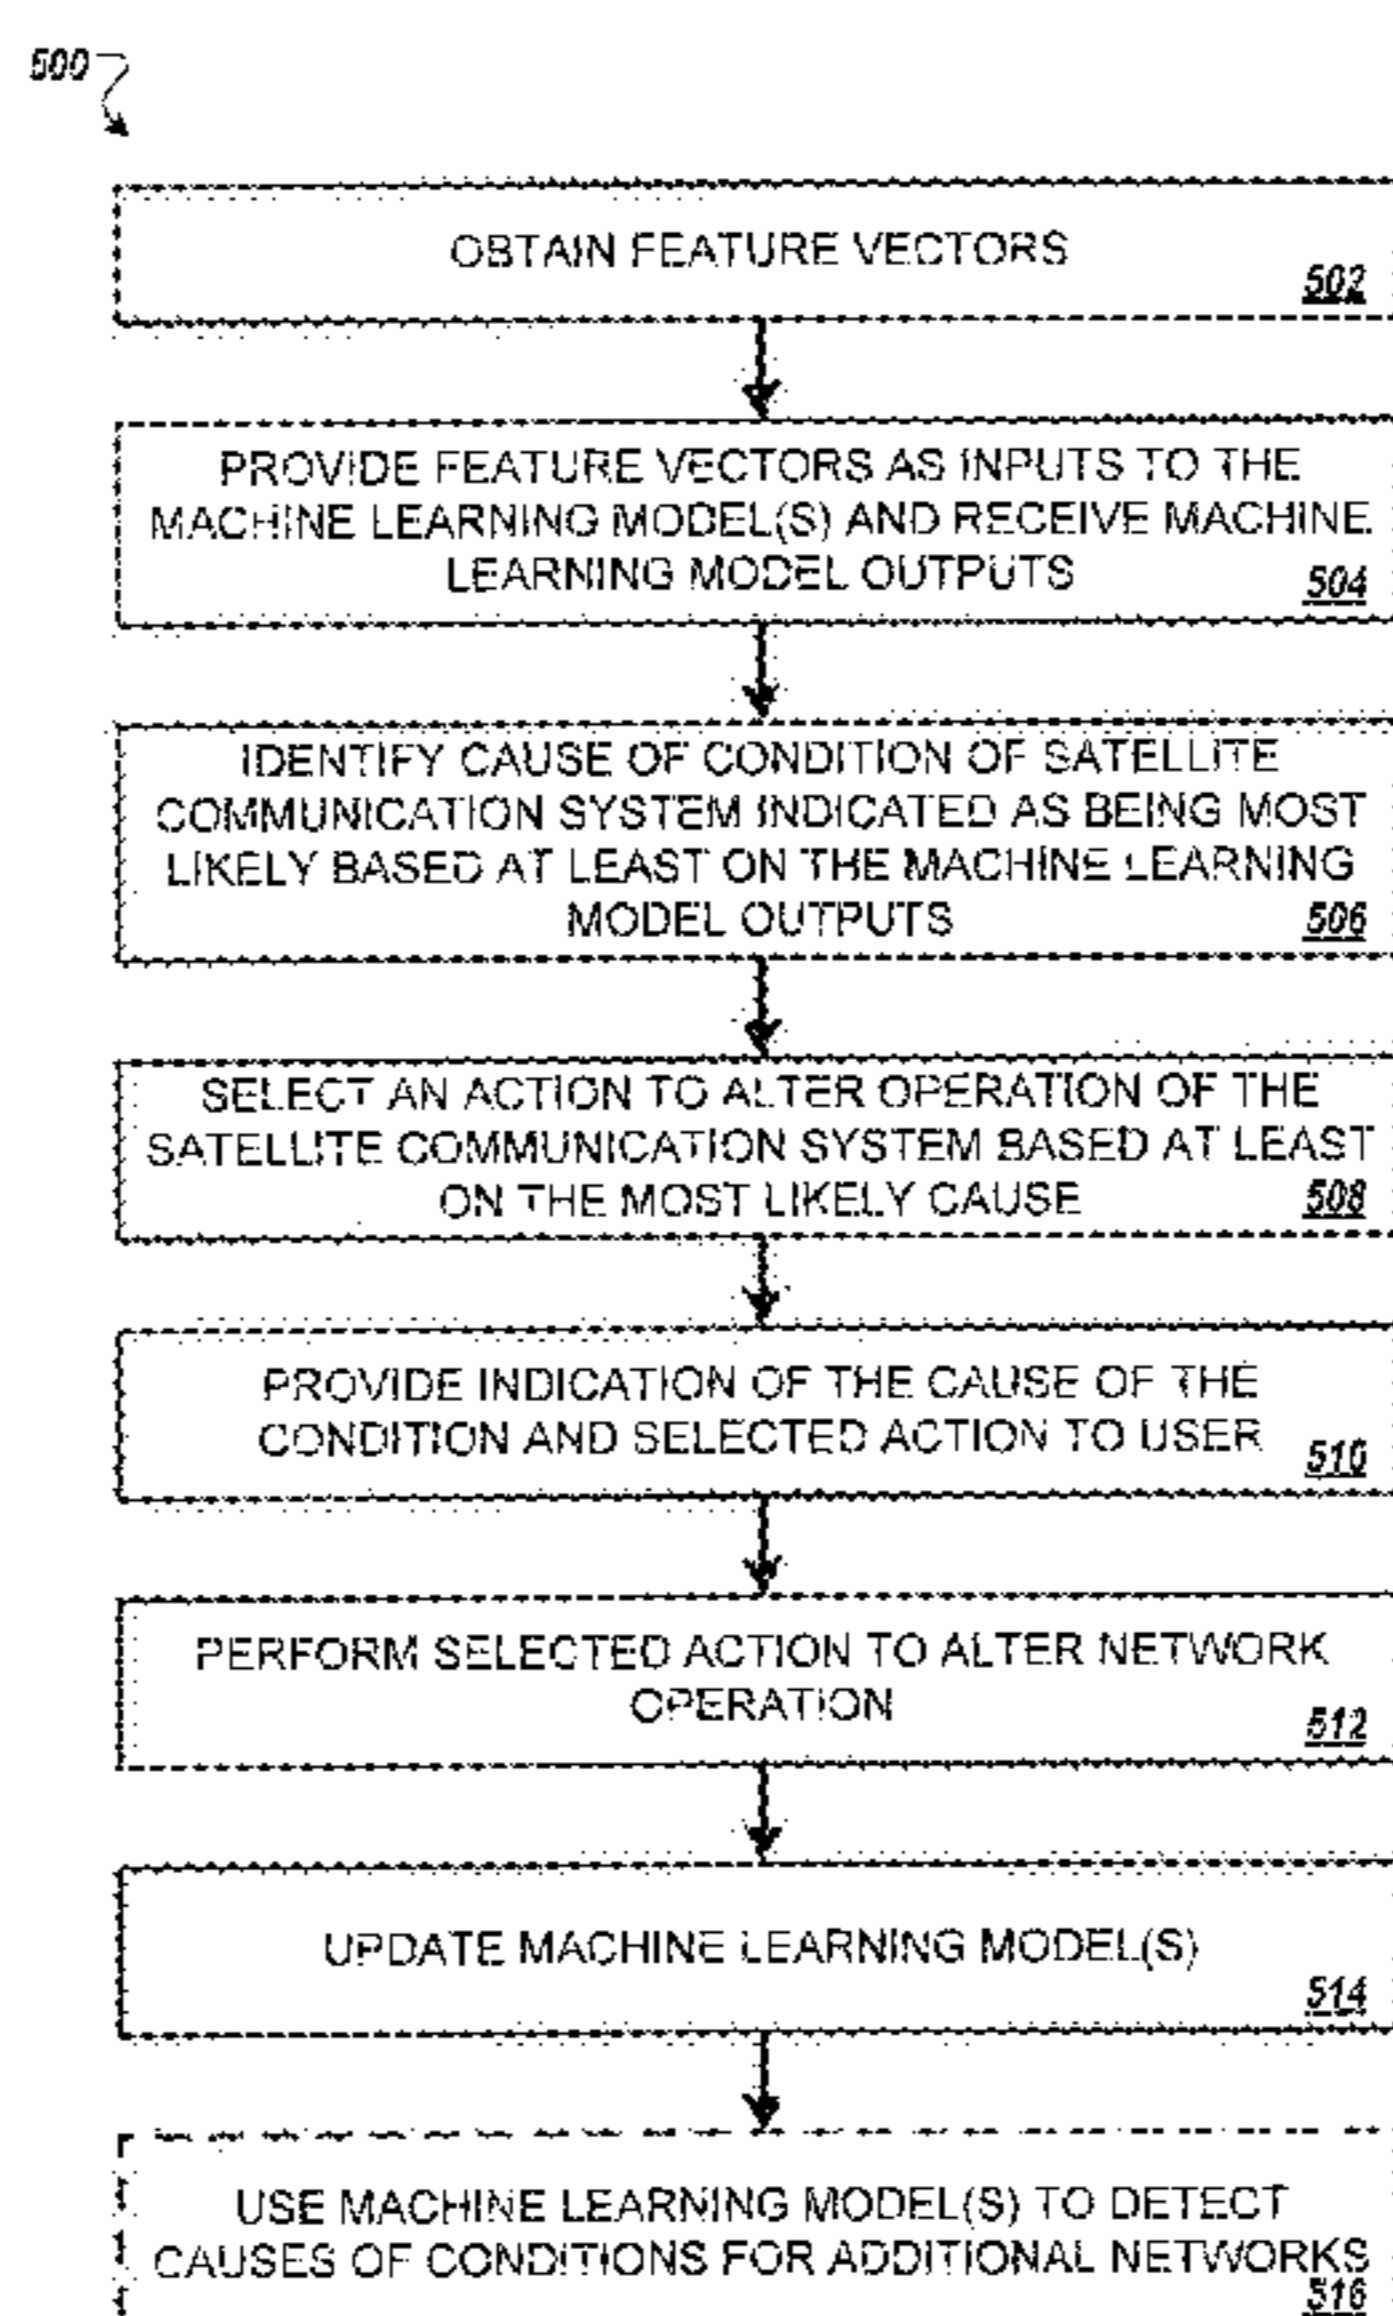 500
OBTAIN FEATURE VECTORS
502
PROVIDE FEATURE VECTORS AS INPUTS TO THE
MACHINE LEARNING MODEL(S) AND RECEIVE MACHINE
LEARNING MODEL OUTPUTS
504
IDENTIFY CAUSE OF CONDITION OF SATELLITE
COMMUNICATION SYSTEM INDICATED AS BEING MOST
LIKELY BASED AT LEAST ON THE MACHINE LEARNING
MODEL OUTPUTS
506
SELECT AN ACTION TO ALTER OPERATION OF THE
SATELLITE COMMUNICATION SYSTEM BASED AT LEAST
ON THE MOST LIKELY CAUSE
508
PROVIDE INDICATION OF THE CAUSE OF THE
CONDITION AND SELECTED ACTION TO USER
510
PERFORM SELECTED ACTION TO ALTER NETWORK
OPERATION
512
UPDATE MACHINE LEARNING MODEL(S)
514
USE MACHINE LEARNING MODEL(S) TO DETECT
CAUSES OF CONDITIONS FOR ADDITIONAL NETWORKS
516